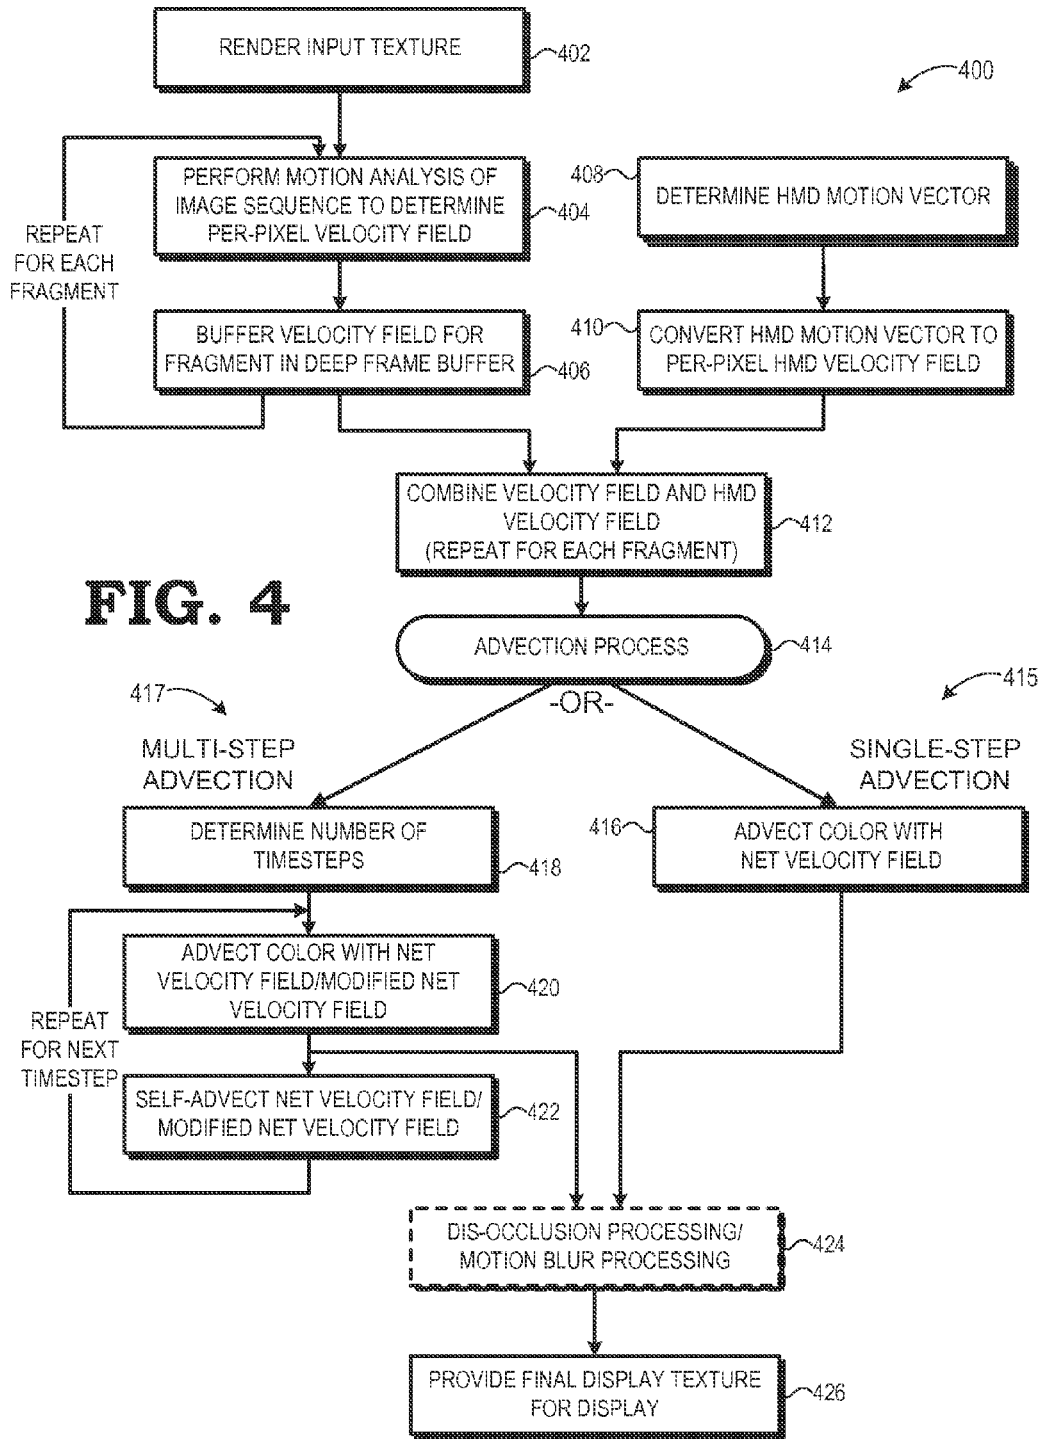 RENDER INPUT TEXTURE
402
400
PERFORM MOTION ANALYSIS OF
IMAGE SEQUENCE TO DETERMINE
PER-PIXEL VELOCITY FIELD
404
408
DETERMINE HMD MOTION VECTOR
REPEAT
FOR EACH
FRAGMENT
BUFFER VELOCITY FIELD FOR
FRAGMENT IN DEEP FRAME BUFFER
406
410
CONVERT HMD MOTION VECTOR TO
PER-PIXEL HMD VELOCITY FIELD
COMBINE VELOCITY FIELD AND HMD
VELOCITY FIELD
(REPEAT FOR EACH FRAGMENT)
412
FIG. 4
ADVECTION PROCESS
414
-OR-
417
MULTI-STEP
ADVECTION
415
SINGLE-STEP
ADVECTION
DETERMINE NUMBER OF
TIMESTEPS
418
416
ADVECT COLOR WITH
NET VELOCITY FIELD
ADVECT COLOR WITH NET
VELOCITY FIELD/MODIFIED NET
VELOCITY FIELD
420
REPEAT
FOR NEXT
TIMESTEP
SELF-ADVECT NET VELOCITY FIELD/
MODIFIED NET VELOCITY FIELD
422
DIS-OCCLUSION PROCESSING/
MOTION BLUR PROCESSING
424
PROVIDE FINAL DISPLAY TEXTURE
FOR DISPLAY
426